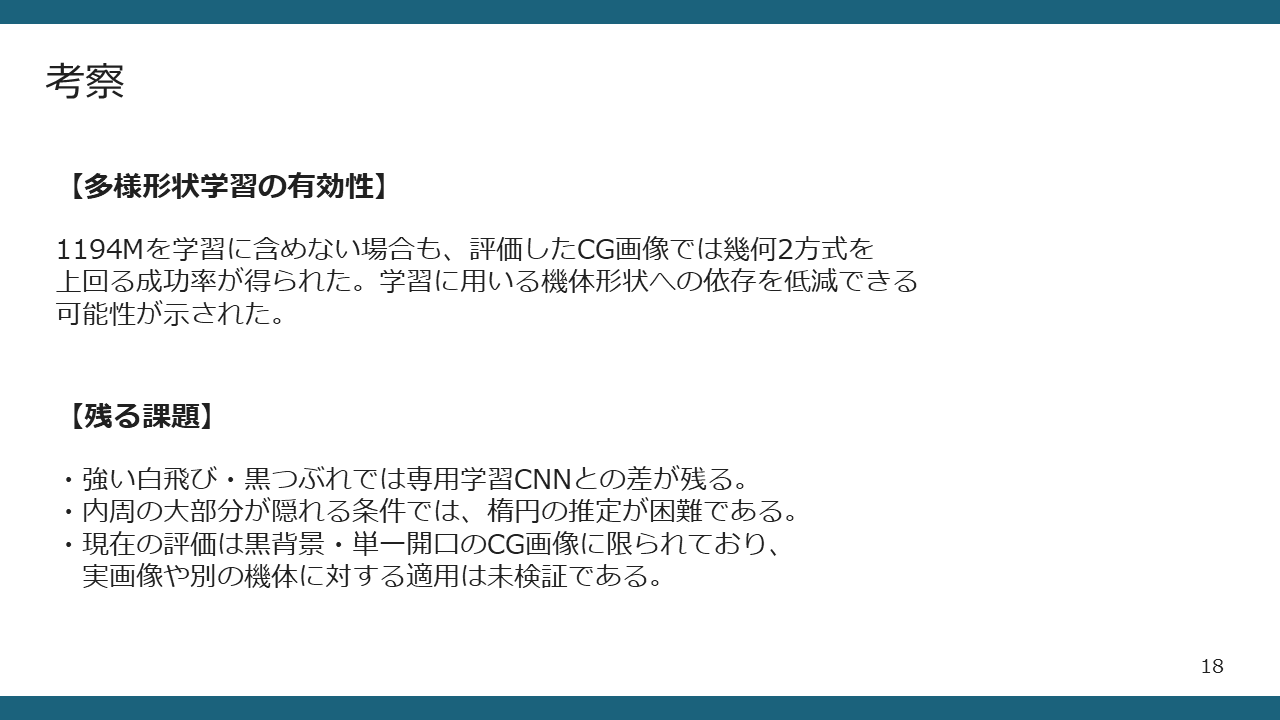 考察
【多様形状学習の有効性】
1194Mを学習に含めない場合も、評価したCG画像では幾何2方式を
上回る成功率が得られた。学習に用いる機体形状への依存を低減できる
可能性が示された。
【残る課題】
・強い白飛び・黒つぶれでは専用学習CNNとの差が残る。
・内周の大部分が隠れる条件では、楕円の推定が困難である。
・現在の評価は黒背景・単一開口のCG画像に限られており、
実画像や別の機体に対する適用は未検証である。
18